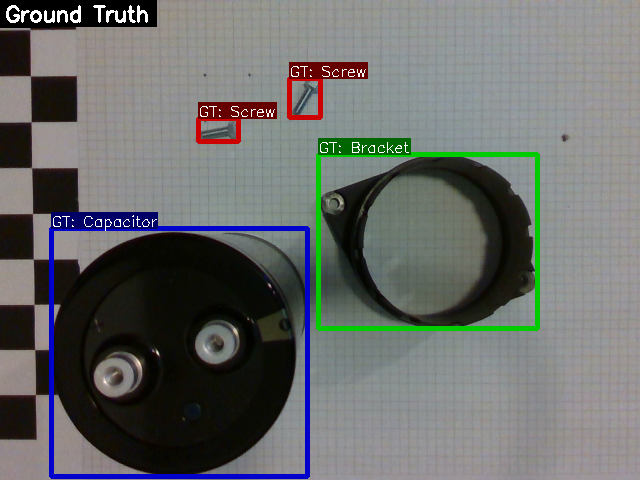 Ground Truth
GT: Screw
GT: Screw
GT: Bracket
GT: Capacitor